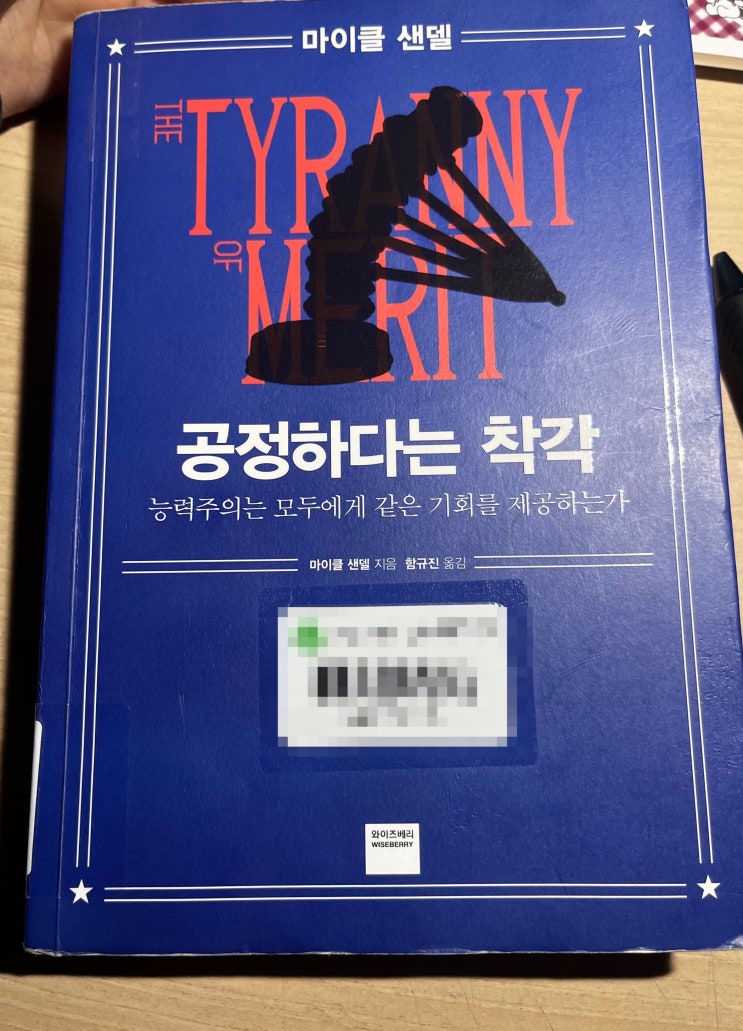 마이클 샌델
THE
TYRANNY
OF
MERIT
공정하다는 착각
능력주의는 모두에게 같은 기회를 제공하는가
마이클 샌델 지음 함규진 옮김
와이즈베리
WISEBERRY